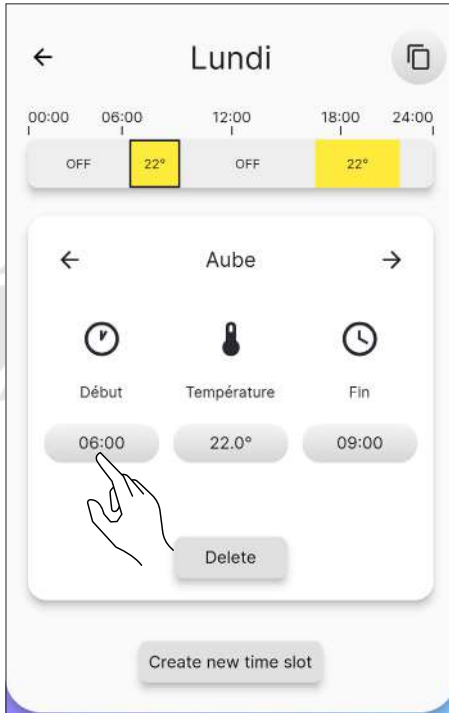 Lundi
00:00 06:00 12:00 18:00 24:00
OFF 22° OFF 22°
Aube
Début Température Fin
06:00 22.0° 09:00
Delete
Create new time slot